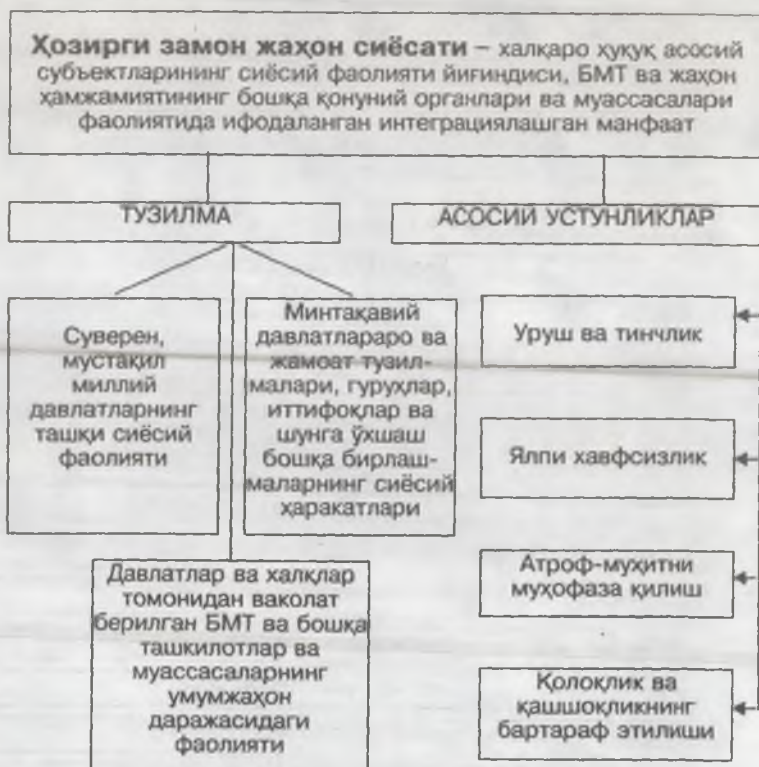 Ҳозирги замон жаҳон сиёсати – халқаро ҳуқуқ асосий
субъектларининг сиёсий фаолияти йиғиндиси, БМТ ва жаҳон
ҳамжамиятининг бошқа қонуний органлари ва муассасалари
фаолиятида ифодаланган интеграциялашган манфаат
ТУЗИЛМА
АСОСИЙ УСТУНЛИКЛАР
Суверен,
мустақил
миллий
давлатларнинг
ташқи сиёсий
фаолияти
Минтақавий
давлатлараро ва
жамоат тузил-
малари, гуруҳлар,
иттифоқлар ва
шунга ўхшаш
бошқа бирлаш-
маларнинг сиёсий
ҳаракатлари
Давлатлар ва халқлар
томонидан ваколат
берилган БМТ ва бошқа
ташкилотлар ва
муассасаларнинг
умумжаҳон
даражасидаги
фаолияти
Уруш ва тинчлик
Ялпи хавфсизлик
Атроф-муҳитни
муҳофаза қилиш
Қолоқлик ва
қашшоқликнинг
бартараф этилиши